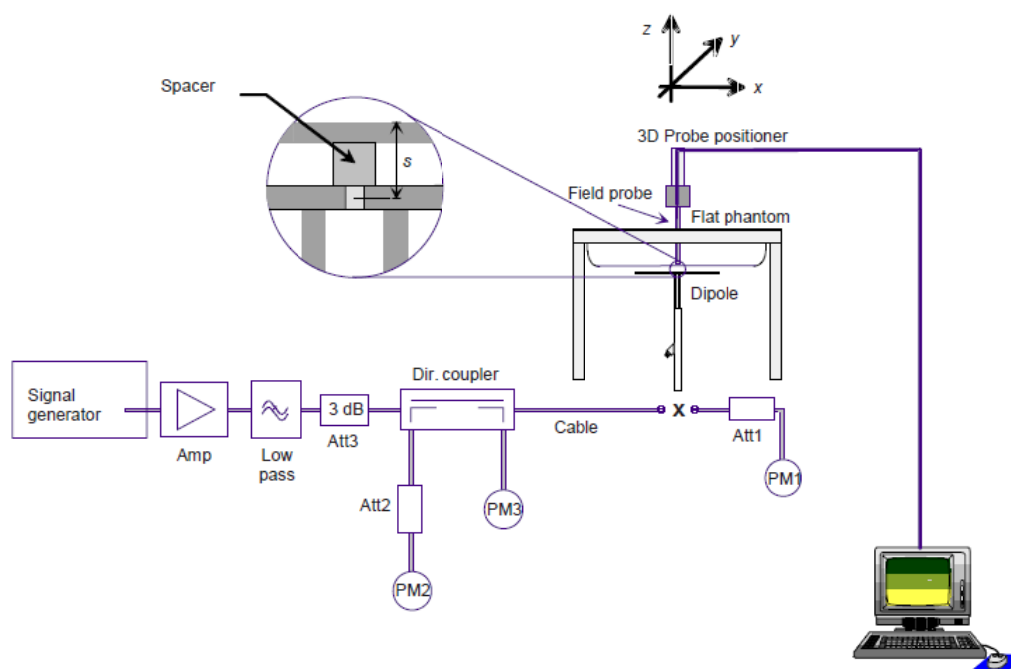 z
y
x
Spacer
s
3D Probe positioner
Field probe
Flat phantom
Dipole
Signal
generator
Amp
Low
pass
3 dB
Att3
Dir. coupler
Cable
X
Att1
PM1
Att2
PM3
PM2